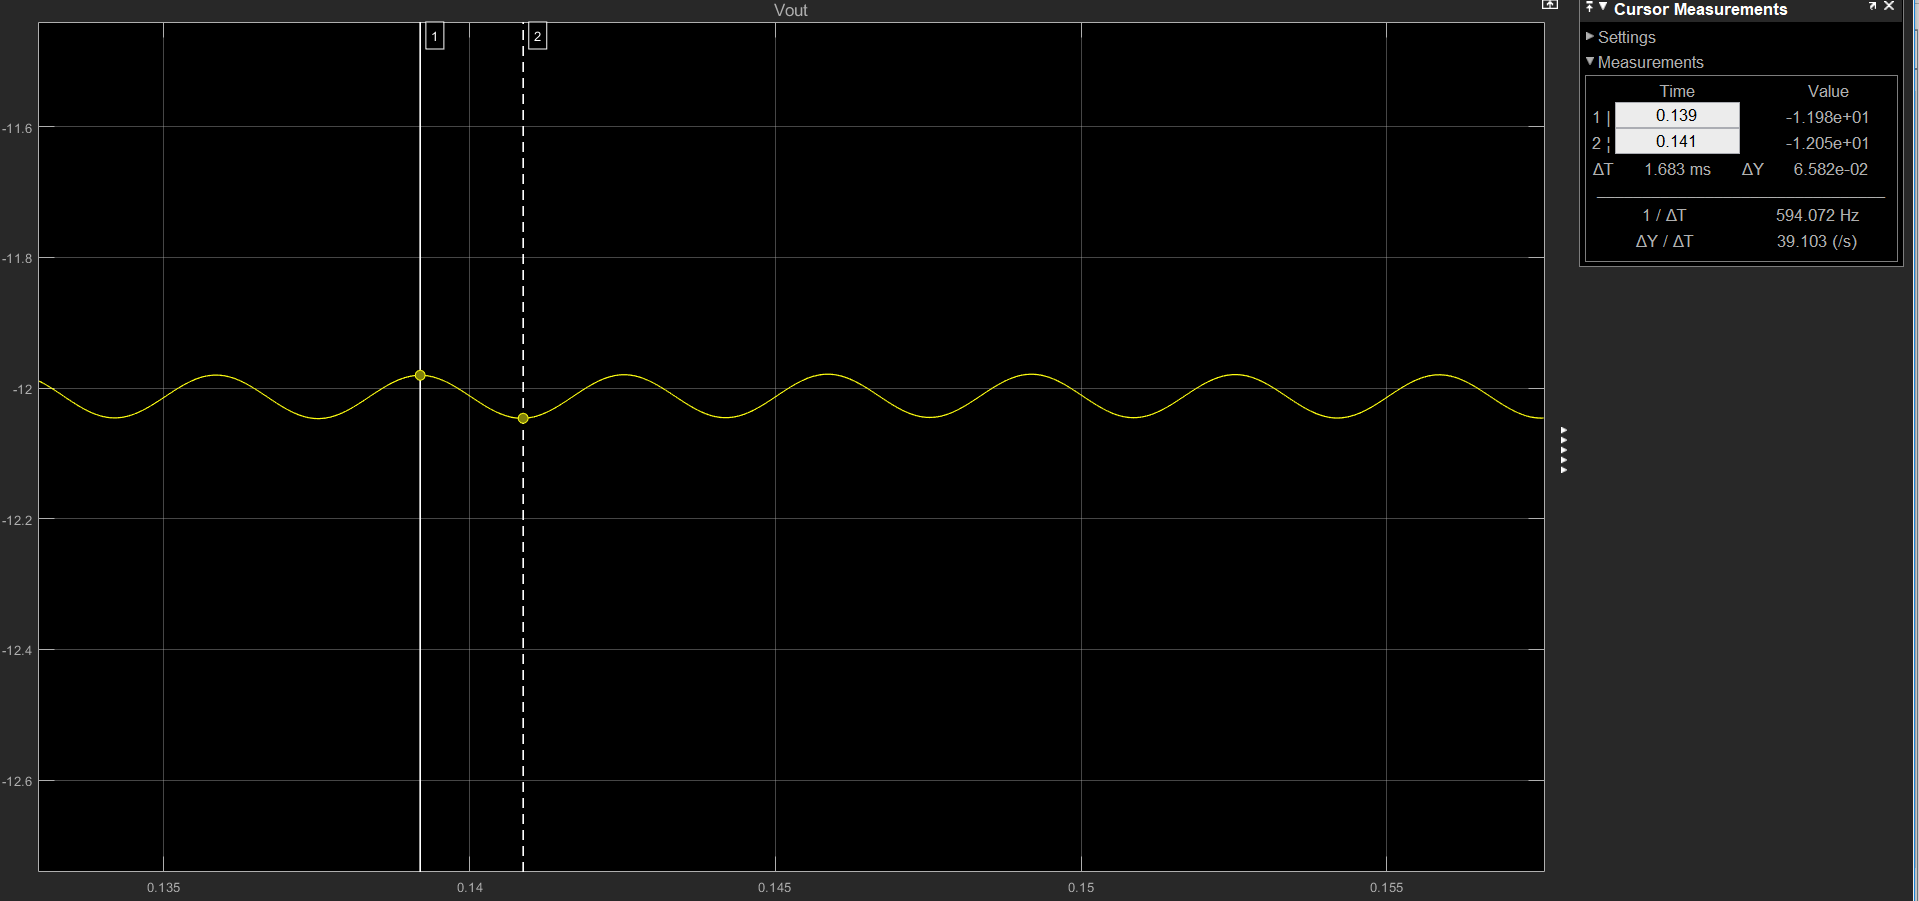 Vout
1
2
-11.6
-11.8
-12
-12.2
-12.4
-12.6
0.135
0.14
0.145
0.15
0.155
Cursor Measurements
Settings
Measurements
Time Value
1 | 0.139 -1.198e+01
2 ¦ 0.141 -1.205e+01
ΔT 1.683 ms ΔY 6.582e-02
1 / ΔT 594.072 Hz
ΔY / ΔT 39.103 (/s)